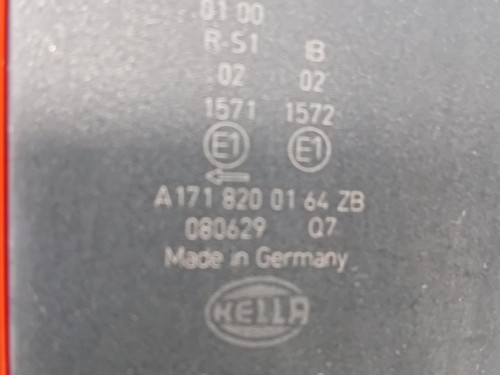 01 00
R-S1 B
02 02
1571 1572
E1 E1
A 171 820 01 64 ZB
080629 Q7
Made in Germany
HELLA